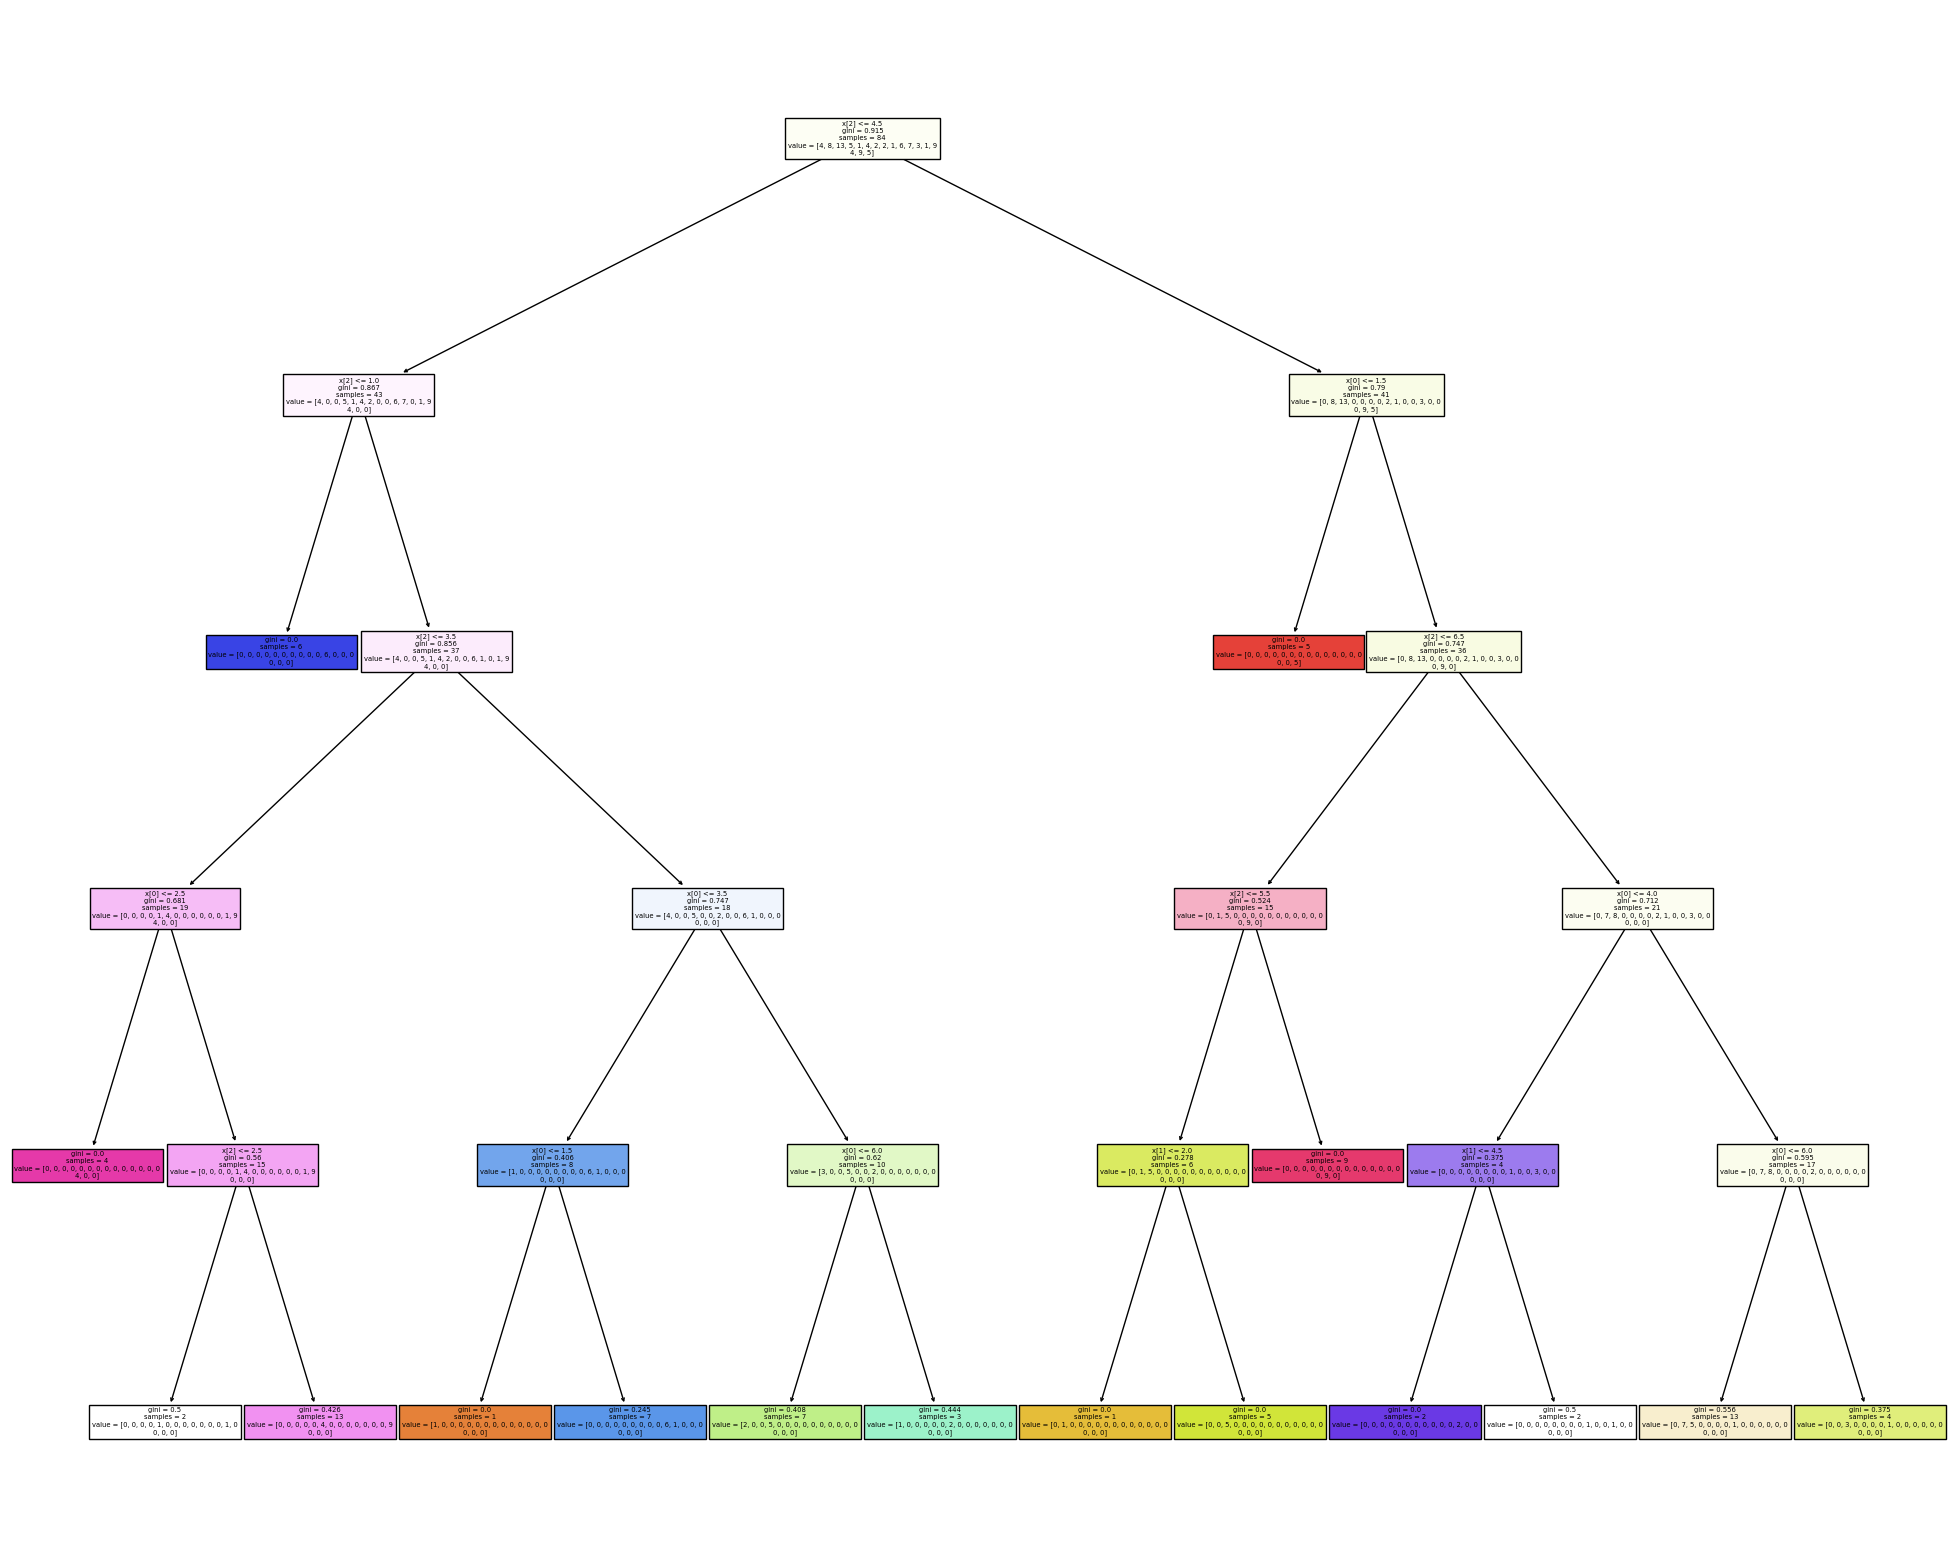 x[2] <= 4.5
gini = 0.915
samples = 84
value = [4, 8, 13, 5, 1, 4, 2, 2, 1, 6, 7, 3, 1, 9
4, 9, 5]
x[2] <= 1.0
gini = 0.867
samples = 43
value = [4, 0, 0, 5, 1, 4, 2, 0, 0, 6, 7, 0, 1, 9
4, 0, 0]
x[0] <= 1.5
gini = 0.79
samples = 41
value = [0, 8, 13, 0, 0, 0, 0, 2, 1, 0, 0, 3, 0, 0
0, 9, 5]
gini = 0.0
samples = 6
value = [0, 0, 0, 0, 0, 0, 0, 0, 0, 0, 6, 0, 0, 0
0, 0, 0]
x[2] <= 3.5
gini = 0.856
samples = 37
value = [4, 0, 0, 5, 1, 4, 2, 0, 0, 6, 1, 0, 1, 9
4, 0, 0]
gini = 0.0
samples = 5
value = [0, 0, 0, 0, 0, 0, 0, 0, 0, 0, 0, 0, 0, 0
0, 0, 5]
x[2] <= 6.5
gini = 0.747
samples = 36
value = [0, 8, 13, 0, 0, 0, 0, 2, 1, 0, 0, 3, 0, 0
0, 9, 0]
x[0] <= 2.5
gini = 0.681
samples = 19
value = [0, 0, 0, 0, 1, 4, 0, 0, 0, 0, 0, 0, 1, 9
4, 0, 0]
x[0] <= 3.5
gini = 0.747
samples = 18
value = [4, 0, 0, 5, 0, 0, 2, 0, 0, 6, 1, 0, 0, 0
0, 0, 0]
x[2] <= 5.5
gini = 0.524
samples = 15
value = [0, 1, 5, 0, 0, 0, 0, 0, 0, 0, 0, 0, 0, 0
0, 9, 0]
x[0] <= 4.0
gini = 0.712
samples = 21
value = [0, 7, 8, 0, 0, 0, 0, 2, 1, 0, 0, 3, 0, 0
0, 0, 0]
gini = 0.0
samples = 4
value = [0, 0, 0, 0, 0, 0, 0, 0, 0, 0, 0, 0, 0, 0
4, 0, 0]
x[2] <= 2.5
gini = 0.56
samples = 15
value = [0, 0, 0, 0, 1, 4, 0, 0, 0, 0, 0, 0, 1, 9
0, 0, 0]
x[0] <= 1.5
gini = 0.406
samples = 8
value = [1, 0, 0, 0, 0, 0, 0, 0, 0, 6, 1, 0, 0, 0
0, 0, 0]
x[0] <= 6.0
gini = 0.62
samples = 10
value = [3, 0, 0, 5, 0, 0, 2, 0, 0, 0, 0, 0, 0, 0
0, 0, 0]
x[1] <= 2.0
gini = 0.278
samples = 6
value = [0, 1, 5, 0, 0, 0, 0, 0, 0, 0, 0, 0, 0, 0
0, 0, 0]
gini = 0.0
samples = 9
value = [0, 0, 0, 0, 0, 0, 0, 0, 0, 0, 0, 0, 0, 0
0, 9, 0]
x[1] <= 4.5
gini = 0.375
samples = 4
value = [0, 0, 0, 0, 0, 0, 0, 0, 1, 0, 0, 3, 0, 0
0, 0, 0]
x[0] <= 6.0
gini = 0.595
samples = 17
value = [0, 7, 8, 0, 0, 0, 0, 2, 0, 0, 0, 0, 0, 0
0, 0, 0]
gini = 0.5
samples = 2
value = [0, 0, 0, 0, 1, 0, 0, 0, 0, 0, 0, 0, 1, 0
0, 0, 0]
gini = 0.426
samples = 13
value = [0, 0, 0, 0, 0, 4, 0, 0, 0, 0, 0, 0, 0, 9
0, 0, 0]
gini = 0.0
samples = 1
value = [1, 0, 0, 0, 0, 0, 0, 0, 0, 0, 0, 0, 0, 0
0, 0, 0]
gini = 0.245
samples = 7
value = [0, 0, 0, 0, 0, 0, 0, 0, 0, 6, 1, 0, 0, 0
0, 0, 0]
gini = 0.408
samples = 7
value = [2, 0, 0, 5, 0, 0, 0, 0, 0, 0, 0, 0, 0, 0
0, 0, 0]
gini = 0.444
samples = 3
value = [1, 0, 0, 0, 0, 0, 2, 0, 0, 0, 0, 0, 0, 0
0, 0, 0]
gini = 0.0
samples = 1
value = [0, 1, 0, 0, 0, 0, 0, 0, 0, 0, 0, 0, 0, 0
0, 0, 0]
gini = 0.0
samples = 5
value = [0, 0, 5, 0, 0, 0, 0, 0, 0, 0, 0, 0, 0, 0
0, 0, 0]
gini = 0.0
samples = 2
value = [0, 0, 0, 0, 0, 0, 0, 0, 0, 0, 0, 2, 0, 0
0, 0, 0]
gini = 0.5
samples = 2
value = [0, 0, 0, 0, 0, 0, 0, 0, 1, 0, 0, 1, 0, 0
0, 0, 0]
gini = 0.556
samples = 13
value = [0, 7, 5, 0, 0, 0, 0, 1, 0, 0, 0, 0, 0, 0
0, 0, 0]
gini = 0.375
samples = 4
value = [0, 0, 3, 0, 0, 0, 0, 1, 0, 0, 0, 0, 0, 0
0, 0, 0]